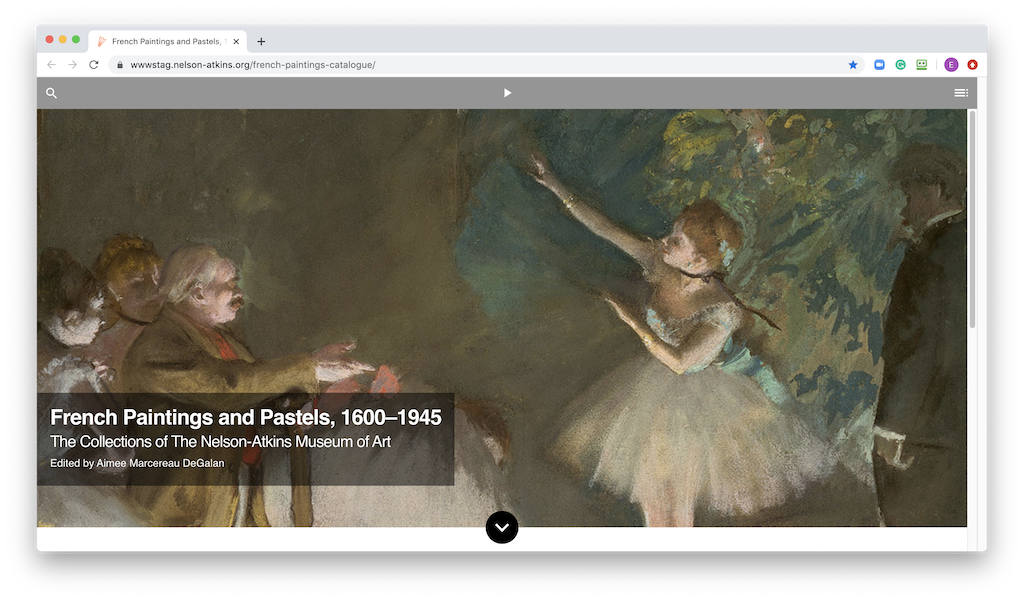 French Paintings and Pastels, 1
wwwstag.nelson-atkins.org/french-paintings-catalogue/
E
French Paintings and Pastels, 1600–1945
The Collections of The Nelson-Atkins Museum of Art
Edited by Aimee Marcereau DeGalan